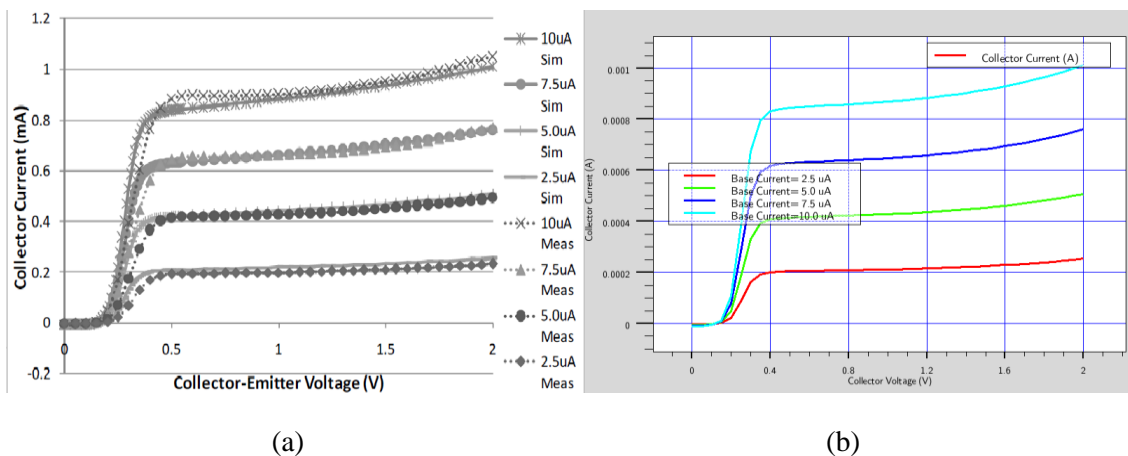 1.2
1
0.8
0.6
0.4
0.2
0
-0.2
Collector Current (mA)
0
0.5
1
1.5
2
Collector-Emitter Voltage (V)
10uA
Sim
7.5uA
Sim
5.0uA
Sim
2.5uA
Sim
10uA
Meas
7.5uA
Meas
5.0uA
Meas
2.5uA
Meas
(a)
Collector Current (A)
0.001
0.0008
0.0006
0.0004
0.0002
0
Collector Current (A)
Base Current= 2.5 uA
Base Current= 5.0 uA
Base Current= 7.5 uA
Base Current=10.0 uA
0
0.4
0.8
1.2
1.6
2
Collector Voltage (V)
(b)